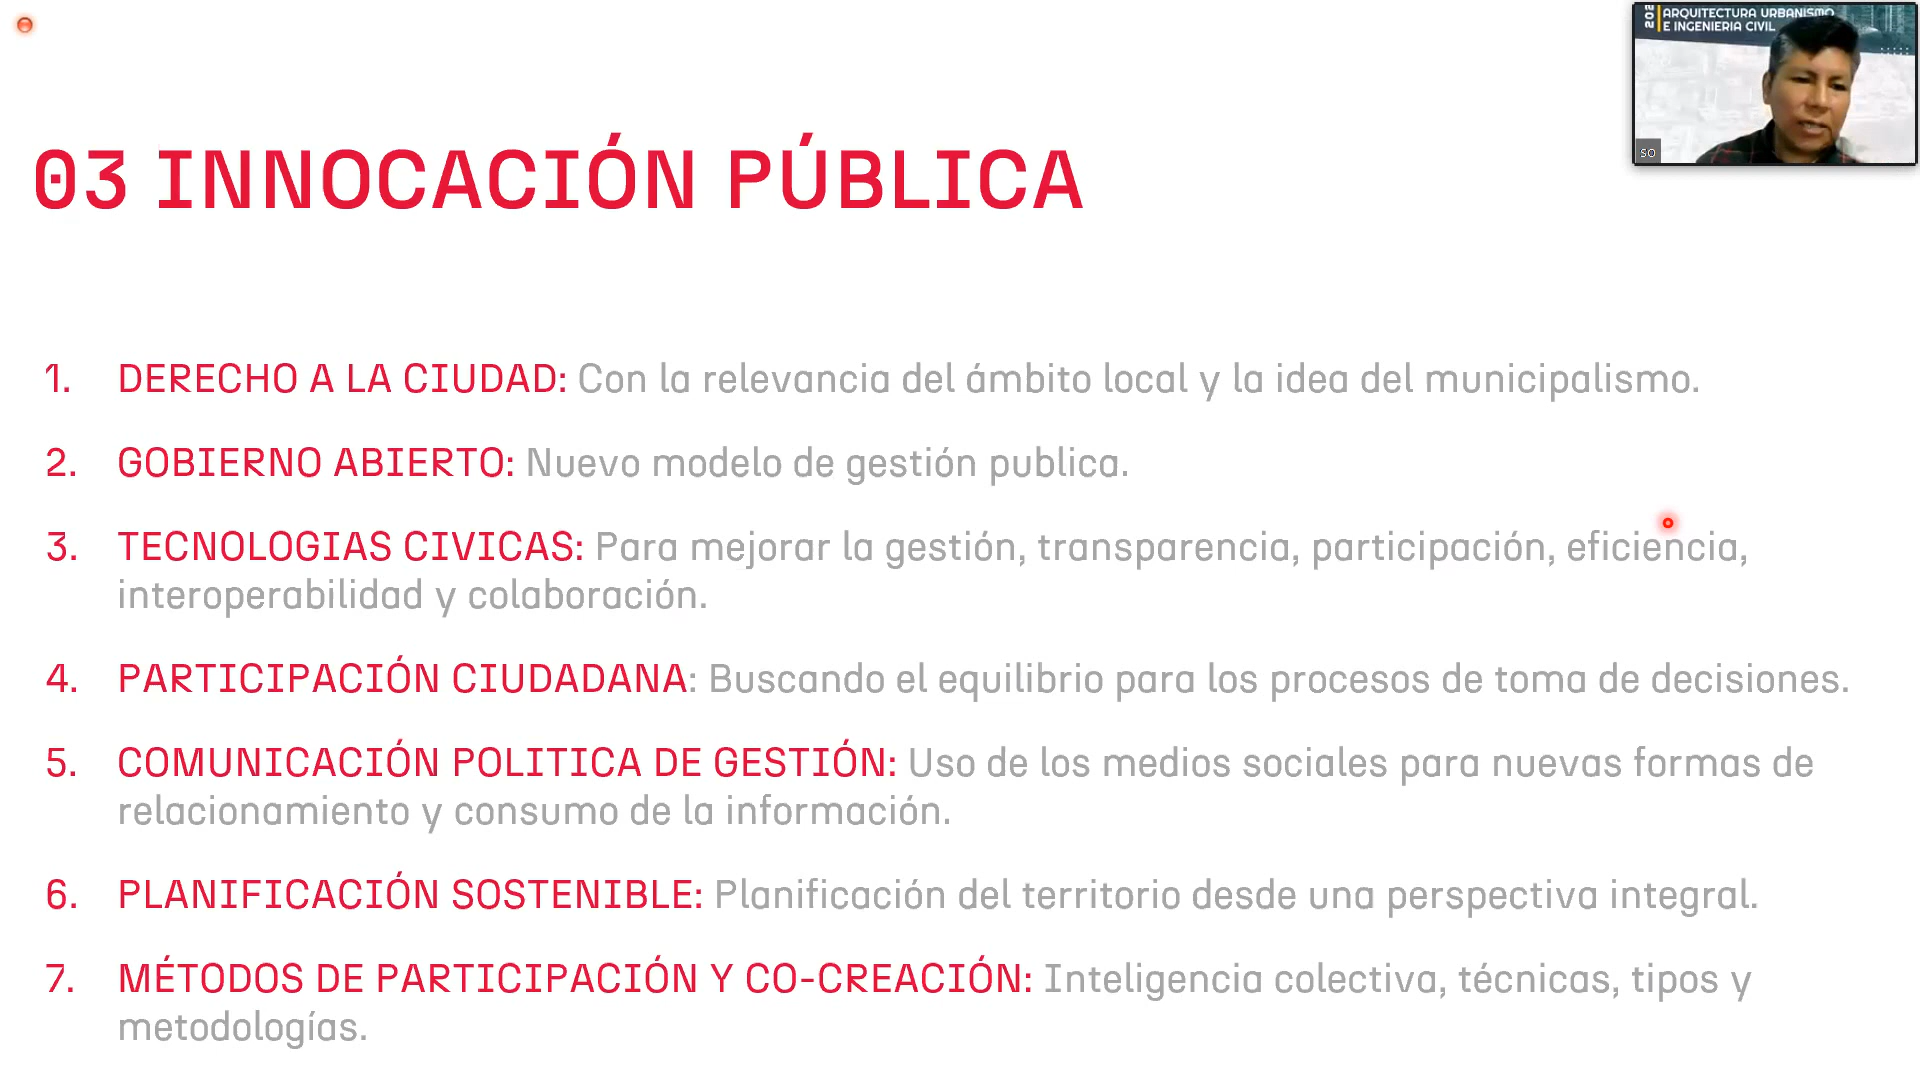 ARQUITECTURA URBANISMO
E INGENIERIA CIVIL
SO
03 INNOCACIÓN PÚBLICA
1. DERECHO A LA CIUDAD: Con la relevancia del ámbito local y la idea del municipalismo.
2. GOBIERNO ABIERTO: Nuevo modelo de gestión publica.
3. TECNOLOGIAS CIVICAS: Para mejorar la gestión, transparencia, participación, eficiencia,
interoperabilidad y colaboración.
4. PARTICIPACIÓN CIUDADANA: Buscando el equilibrio para los procesos de toma de decisiones.
5. COMUNICACIÓN POLITICA DE GESTIÓN: Uso de los medios sociales para nuevas formas de
relacionamiento y consumo de la información.
6. PLANIFICACIÓN SOSTENIBLE: Planificación del territorio desde una perspectiva integral.
7. MÉTODOS DE PARTICIPACIÓN Y CO-CREACIÓN: Inteligencia colectiva, técnicas, tipos y
metodologías.